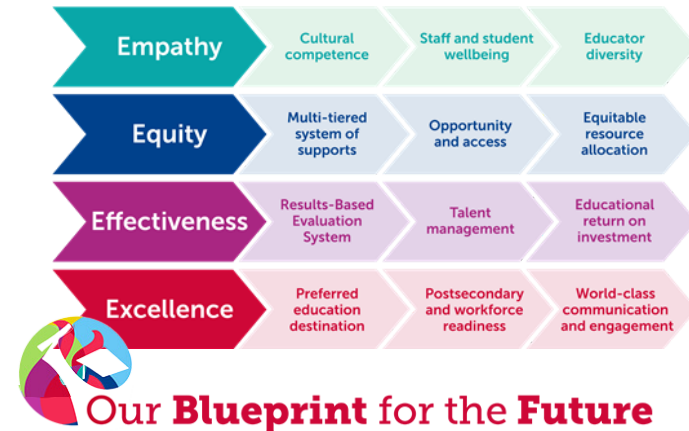 Empathy
Cultural
competence
Staff and student
wellbeing
Educator
diversity
Equity
Multi-tiered
system of
supports
Opportunity
and access
Equitable
resource
allocation
Effectiveness
Results-Based
Evaluation
System
Talent
management
Educational
return on
investment
Excellence
Preferred
education
destination
Postsecondary
and workforce
readiness
World-class
communication
and engagement
Our Blueprint for the Future